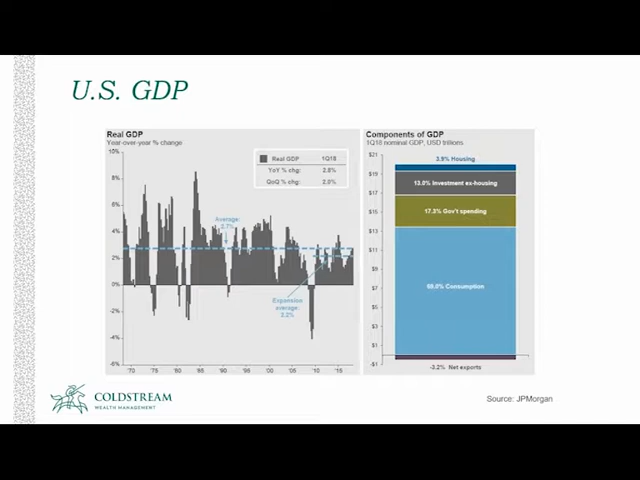 U.S. GDP
Real GDP
Year-over-year % change
Real GDP 1Q18
YoY % chg: 2.8%
QoQ % chg: 2.0%
10%
8%
6%
4%
2%
0%
-2%
-4%
-6%
Average:
2.7%
Expansion
average:
2.2%
'70 '75 '80 '85 '90 '95 '00 '05 '10 '15
Components of GDP
1Q18 nominal GDP, USD trillions
$21
$19
$17
$15
$13
$11
$9
$7
$5
$3
$1
-$1
3.9% Housing
13.0% Investment ex-housing
17.3% Gov't spending
Consumption
-3.2% Net exports
COLDSTREAM
WEALTH MANAGEMENT
Source: JPMorgan